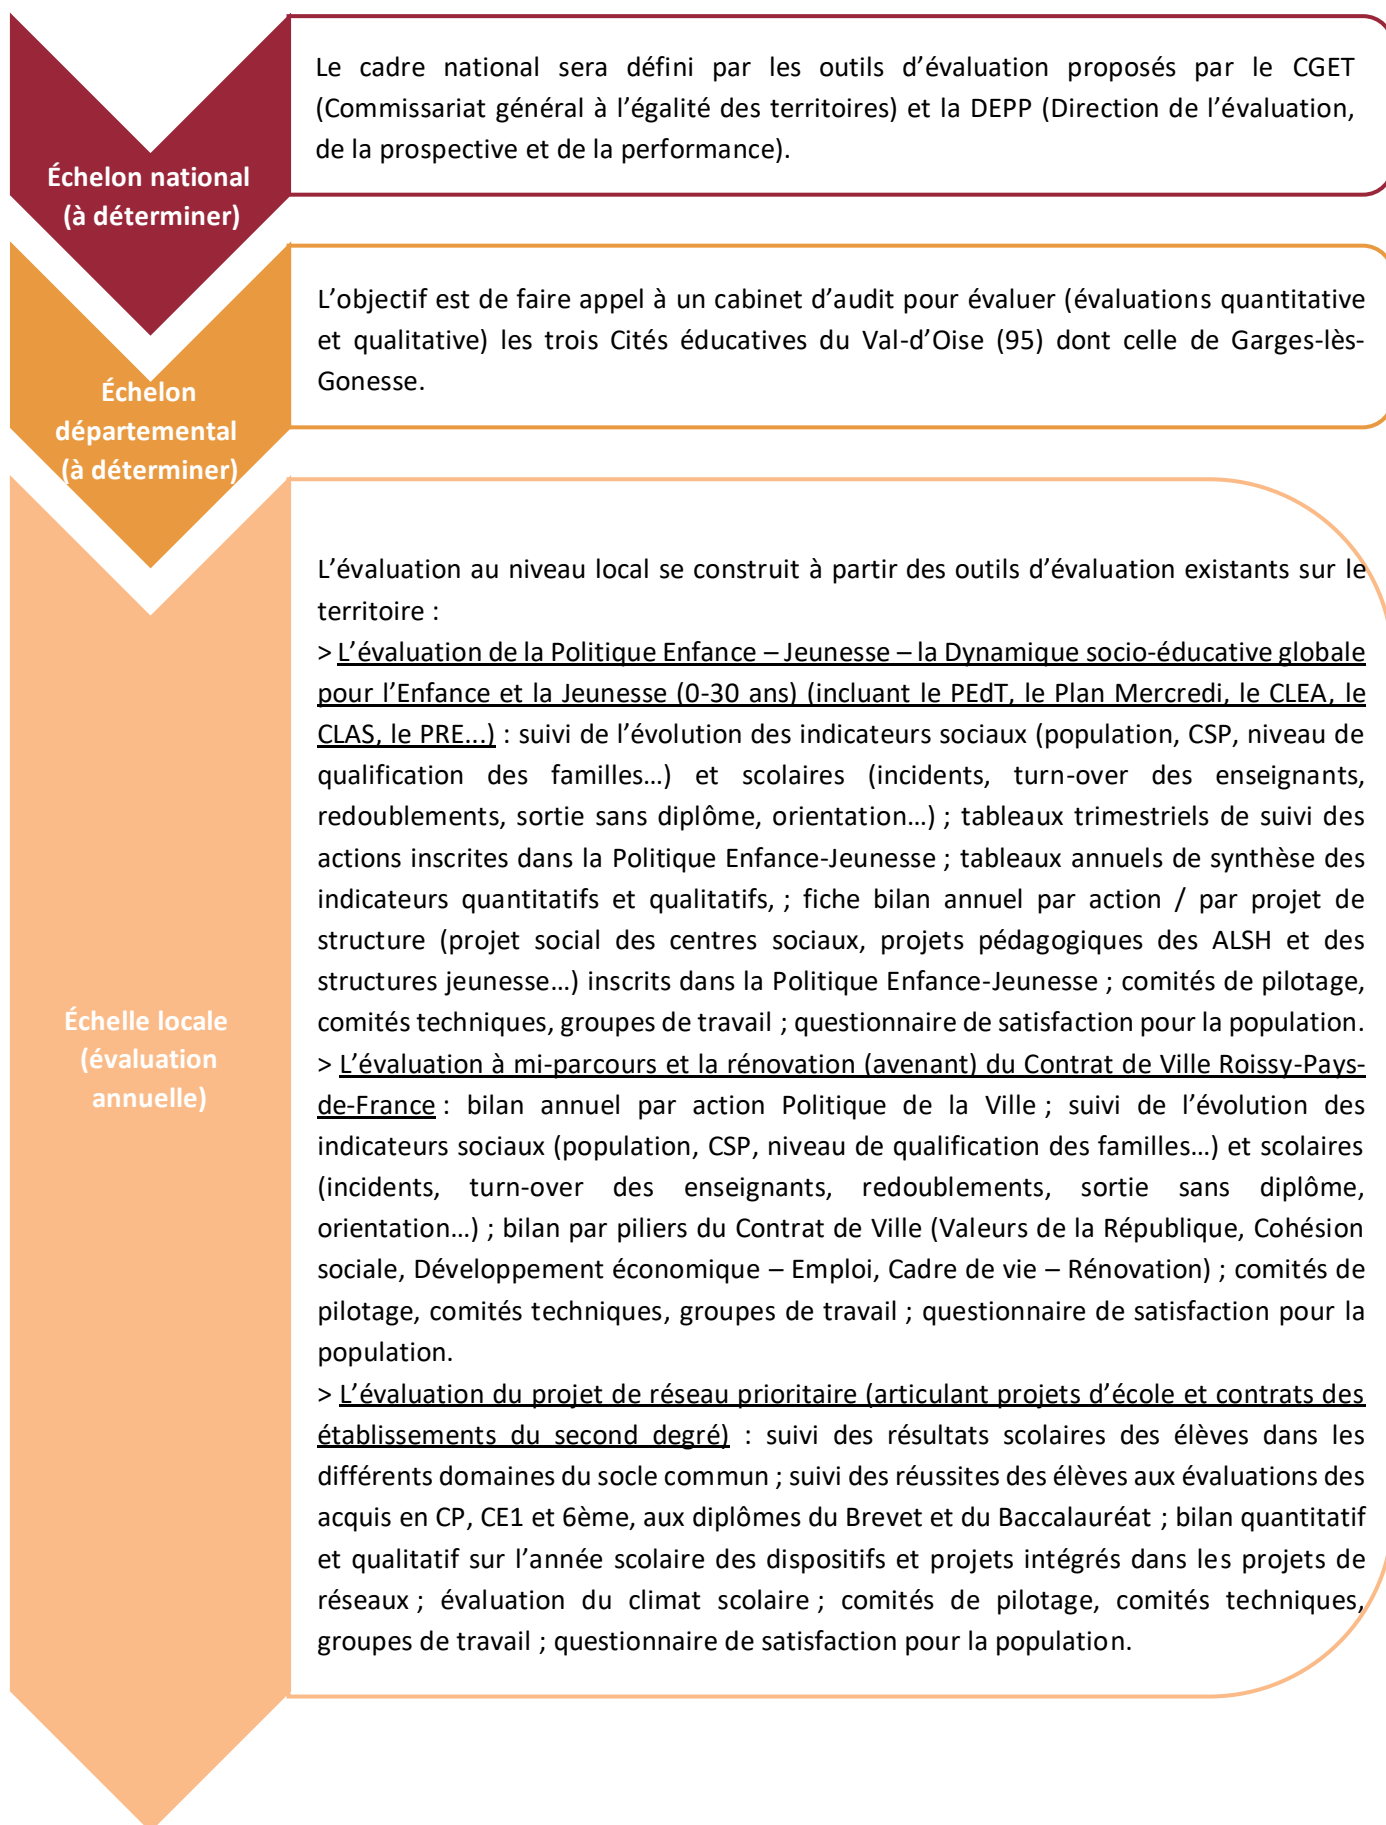 Échelon national
(à déterminer)
Le cadre national sera défini par les outils d’évaluation proposés par le CGET
(Commissariat général à l’égalité des territoires) et la DEPP (Direction de l’évaluation,
de la prospective et de la performance).
Échelon
départemental
(à déterminer)
L’objectif est de faire appel à un cabinet d’audit pour évaluer (évaluations quantitative
et qualitative) les trois Cités éducatives du Val-d’Oise (95) dont celle de Garges-lès-
Gonesse.
Échelle locale
(évaluation
annuelle)
L’évaluation au niveau local se construit à partir des outils d’évaluation existants sur le
territoire :
> L’évaluation de la Politique Enfance – Jeunesse – la Dynamique socio-éducative globale
pour l’Enfance et la Jeunesse (0-30 ans) (incluant le PEdT, le Plan Mercredi, le CLEA, le
CLAS, le PRE...) : suivi de l’évolution des indicateurs sociaux (population, CSP, niveau de
qualification des familles…) et scolaires (incidents, turn-over des enseignants,
redoublements, sortie sans diplôme, orientation…) ; tableaux trimestriels de suivi des
actions inscrites dans la Politique Enfance-Jeunesse ; tableaux annuels de synthèse des
indicateurs quantitatifs et qualitatifs, ; fiche bilan annuel par action / par projet de
structure (projet social des centres sociaux, projets pédagogiques des ALSH et des
structures jeunesse…) inscrits dans la Politique Enfance-Jeunesse ; comités de pilotage,
comités techniques, groupes de travail ; questionnaire de satisfaction pour la population.
> L’évaluation à mi-parcours et la rénovation (avenant) du Contrat de Ville Roissy-Pays-
de-France : bilan annuel par action Politique de la Ville ; suivi de l’évolution des
indicateurs sociaux (population, CSP, niveau de qualification des familles…) et scolaires
(incidents, turn-over des enseignants, redoublements, sortie sans diplôme,
orientation…) ; bilan par piliers du Contrat de Ville (Valeurs de la République, Cohésion
sociale, Développement économique – Emploi, Cadre de vie – Rénovation) ; comités de
pilotage, comités techniques, groupes de travail ; questionnaire de satisfaction pour la
population.
> L’évaluation du projet de réseau prioritaire (articulant projets d’école et contrats des
établissements du second degré) : suivi des résultats scolaires des élèves dans les
différents domaines du socle commun ; suivi des réussites des élèves aux évaluations des
acquis en CP, CE1 et 6ème, aux diplômes du Brevet et du Baccalauréat ; bilan quantitatif
et qualitatif sur l’année scolaire des dispositifs et projets intégrés dans les projets de
réseaux ; évaluation du climat scolaire ; comités de pilotage, comités techniques,
groupes de travail ; questionnaire de satisfaction pour la population.